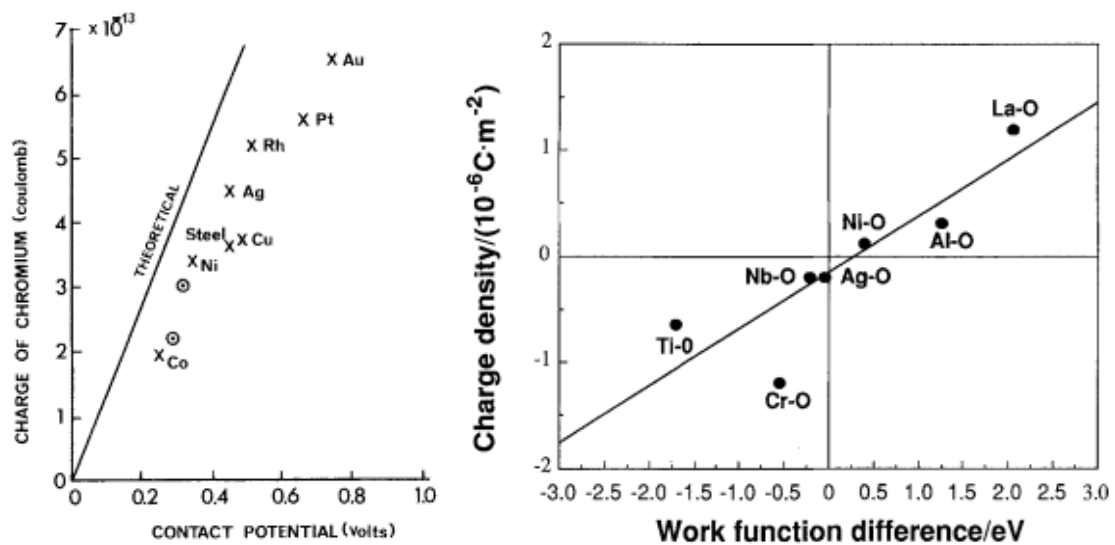 7 x 10⁻¹³
6
5
4
3
2
1
0
CHARGE OF CHROMIUM (coulomb)
THEORETICAL
x Au
x Pt
x Rh
x Ag
Steel x x Cu
x Ni
x Co
0 0.2 0.4 0.6 0.8 1.0
CONTACT POTENTIAL (Volts)
Charge density/(10⁻⁶C·m⁻²)
2
1
0
-1
-2
La-O
Ni-O
Al-O
Nb-O
Ag-O
Ti-0
Cr-O
-3.0 -2.5 -2.0 -1.5 -1.0 -0.5 0 0.5 1.0 1.5 2.0 2.5 3.0
Work function difference/eV